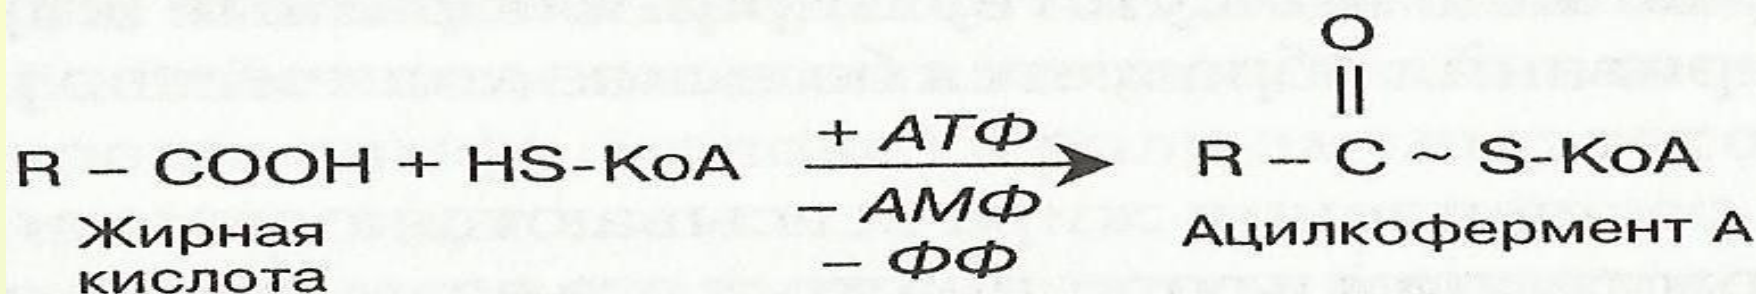 O
||
+ АТФ
R – COOH + HS-KoA R – C ~ S-KoA
– АМФ
Жирная Ацилкофермент А
– ФФ
кислота